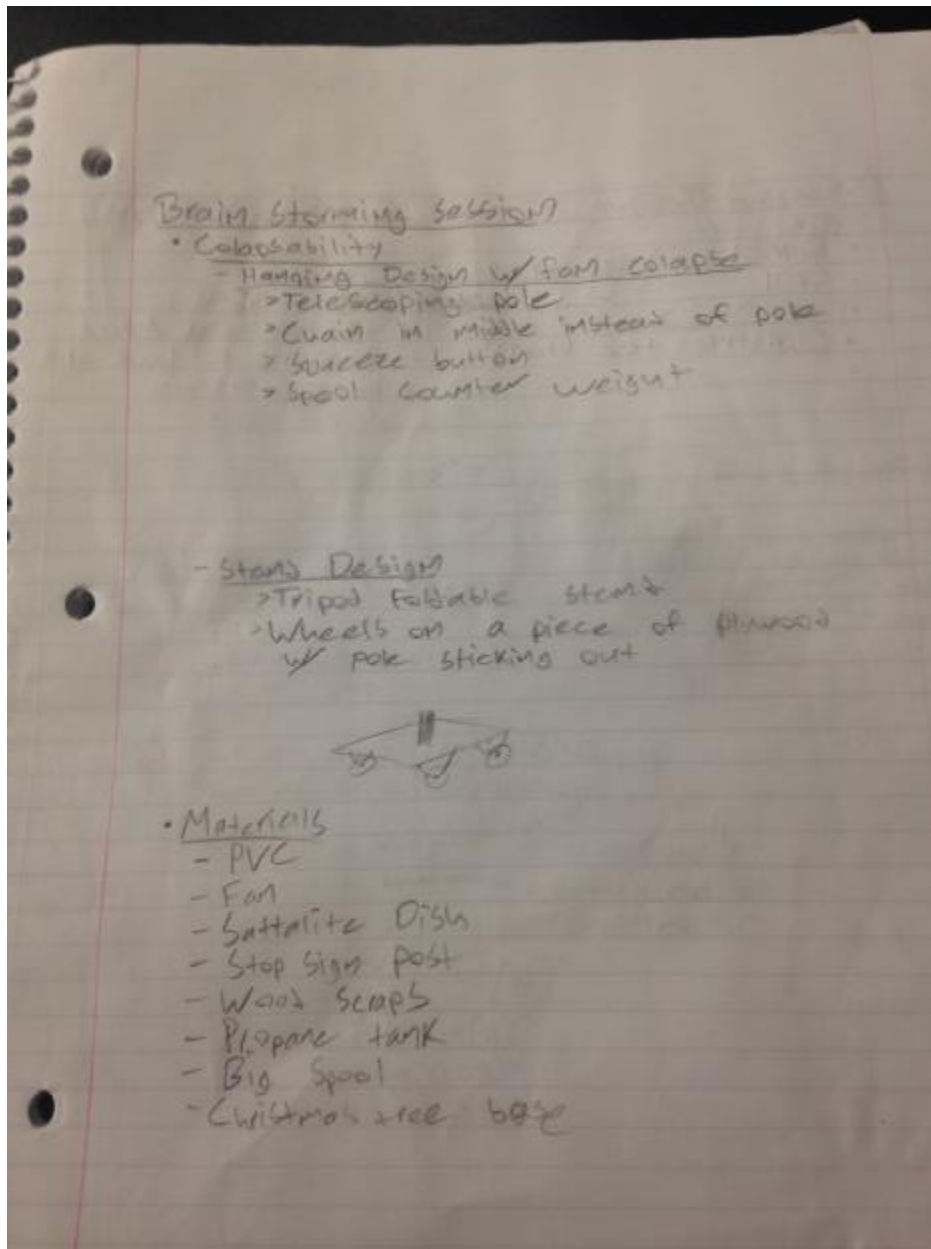 Brain Storming Session
• Colapsability
- Hanging Design w/ fan colapse
> Telescoping pole
> Chain in middle instead of pole
> Squeeze button
> Spool counter weight
- Stand Design
> Tripod foldable stand
> Wheels on a piece of plywood
w/ pole sticking out
• Materials
- PVC
- Fan
- Sattalite Dish
- Stop sign post
- Wood scraps
- Propane tank
- Big Spool
- Christmas tree base